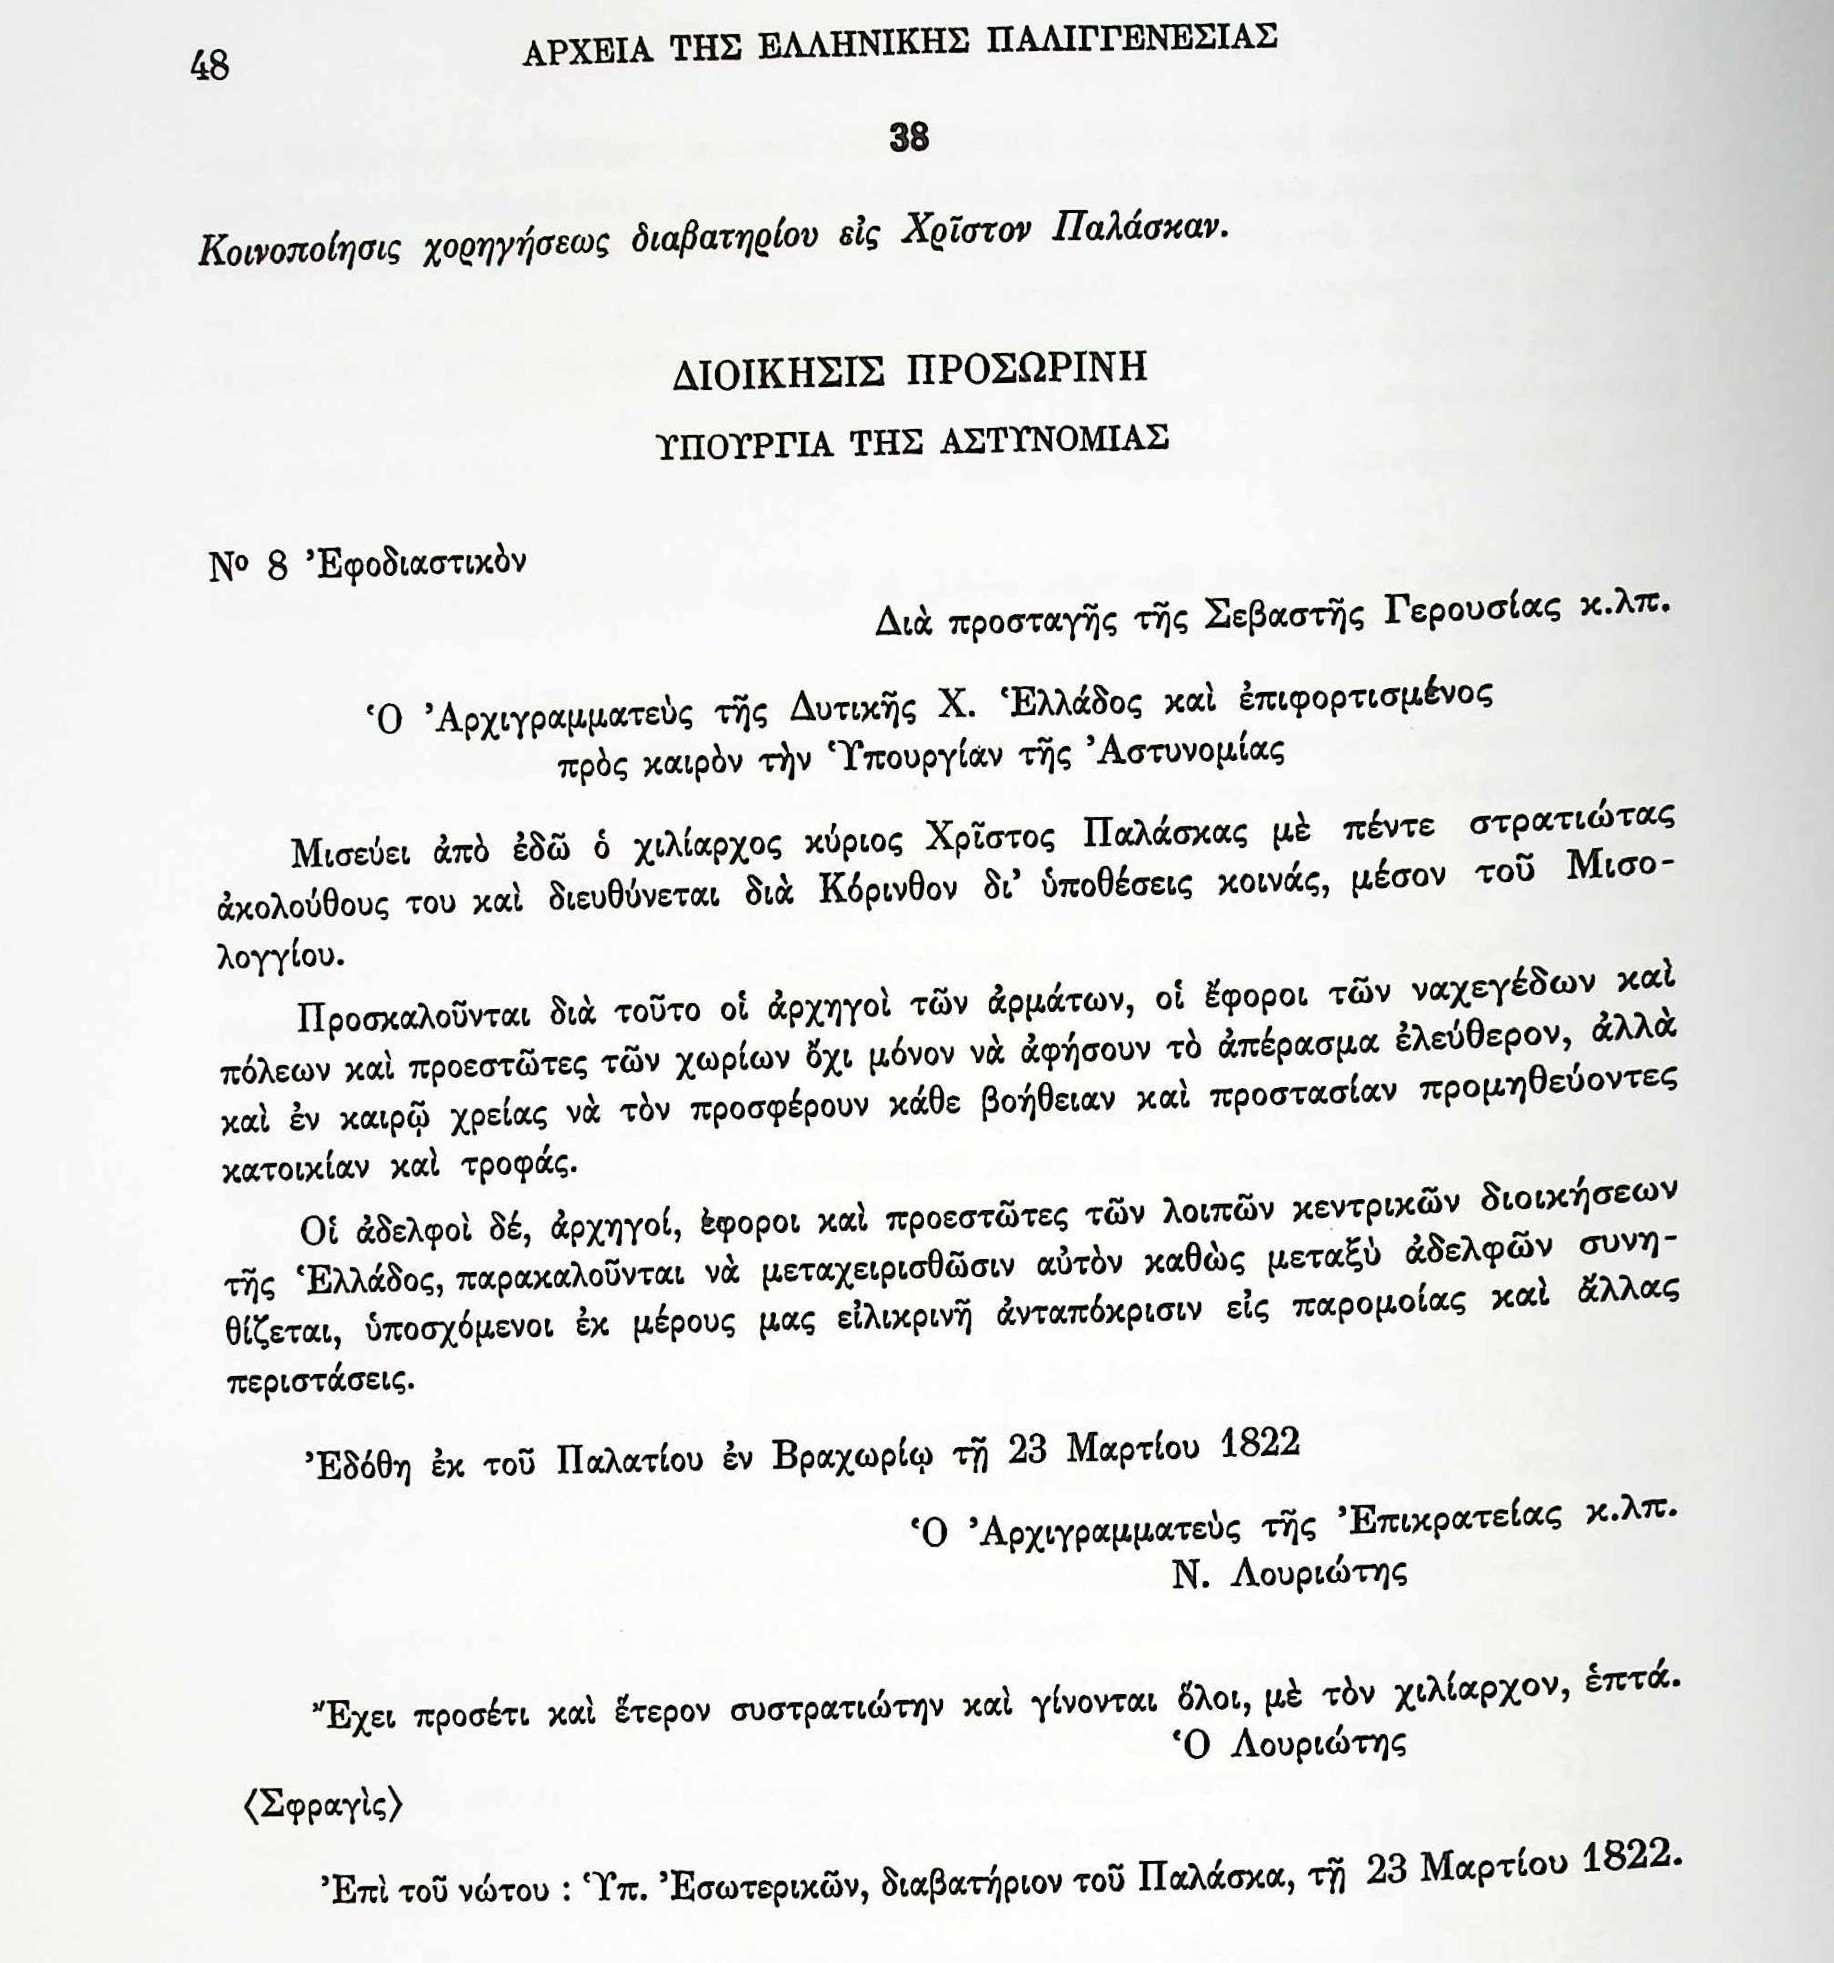 48
ΑΡΧΕΙΑ ΤΗΣ ΕΛΛΗΝΙΚΗΣ ΠΑΛΙΓΓΕΝΕΣΙΑΣ
38
Κοινοποίησις χορηγήσεως διαβατηρίου εἰς Χρῖστον Παλάσκαν.
ΔΙΟΙΚΗΣΙΣ ΠΡΟΣΩΡΙΝΗ
ΥΠΟΥΡΓΙΑ ΤΗΣ ΑΣΤΥΝΟΜΙΑΣ
Νο 8 Ἐφοδιαστικὸν
Διὰ προσταγῆς τῆς Σεβαστῆς Γερουσίας κ.λπ.
Ὁ Ἀρχιγραμματεὺς τῆς Δυτικῆς Χ. Ἑλλάδος καὶ ἐπιφορτισμένος
πρὸς καιρὸν τὴν Ὑπουργίαν τῆς Ἀστυνομίας
Μισεύει ἀπὸ ἐδῶ ὁ χιλίαρχος κύριος Χρῖστος Παλάσκας μὲ πέντε στρατιώτας
ἀκολούθους του καὶ διευθύνεται διὰ Κόρινθον δι’ ὑποθέσεις κοινάς, μέσον τοῦ Μισο-
λογγίου.
Προσκαλοῦνται διὰ τοῦτο οἱ ἀρχηγοὶ τῶν ἁρμάτων, οἱ ἔφοροι τῶν ναχεγέδων καὶ
πόλεων καὶ προεστῶτες τῶν χωρίων ὄχι μόνον νὰ ἀφήσουν τὸ ἀπέρασμα ἐλεύθερον, ἀλλὰ
καὶ ἐν καιρῷ χρείας νὰ τὸν προσφέρουν κάθε βοήθειαν καὶ προστασίαν προμηθεύοντες
κατοικίαν καὶ τροφάς.
Οἱ ἀδελφοὶ δέ, ἀρχηγοί, ἔφοροι καὶ προεστῶτες τῶν λοιπῶν κεντρικῶν διοικήσεων
τῆς Ἑλλάδος, παρακαλοῦνται νὰ μεταχειρισθῶσιν αὐτὸν καθὼς μεταξὺ ἀδελφῶν συνη-
θίζεται, ὑποσχόμενοι ἐκ μέρους μας εἰλικρινῆ ἀνταπόκρισιν εἰς παρομοίας καὶ ἄλλας
περιστάσεις.
Ἐδόθη ἐκ τοῦ Παλατίου ἐν Βραχωρίῳ τῇ 23 Μαρτίου 1822
Ὁ Ἀρχιγραμματεὺς τῆς Ἐπικρατείας κ.λπ.
Ν. Λουριώτης
Ἔχει προσέτι καὶ ἕτερον συστρατιώτην καὶ γίνονται ὅλοι, μὲ τὸν χιλίαρχον, ἑπτά.
Ὁ Λουριώτης
⟨Σφραγὶς⟩
Ἐπὶ τοῦ νώτου : Ὑπ. Ἐσωτερικῶν, διαβατήριον τοῦ Παλάσκα, τῇ 23 Μαρτίου 1822.